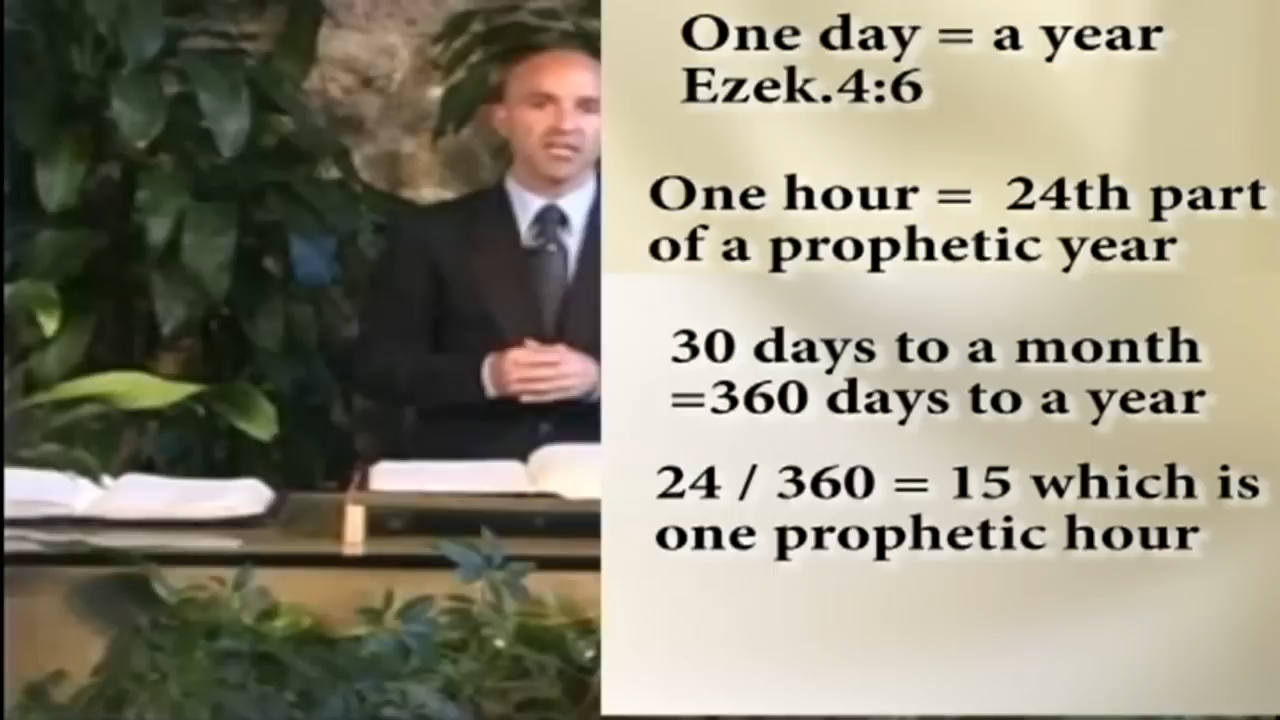 One day = a year
Ezek.4:6
One hour = 24th part
of a prophetic year
30 days to a month
=360 days to a year
24 / 360 = 15 which is
one prophetic hour